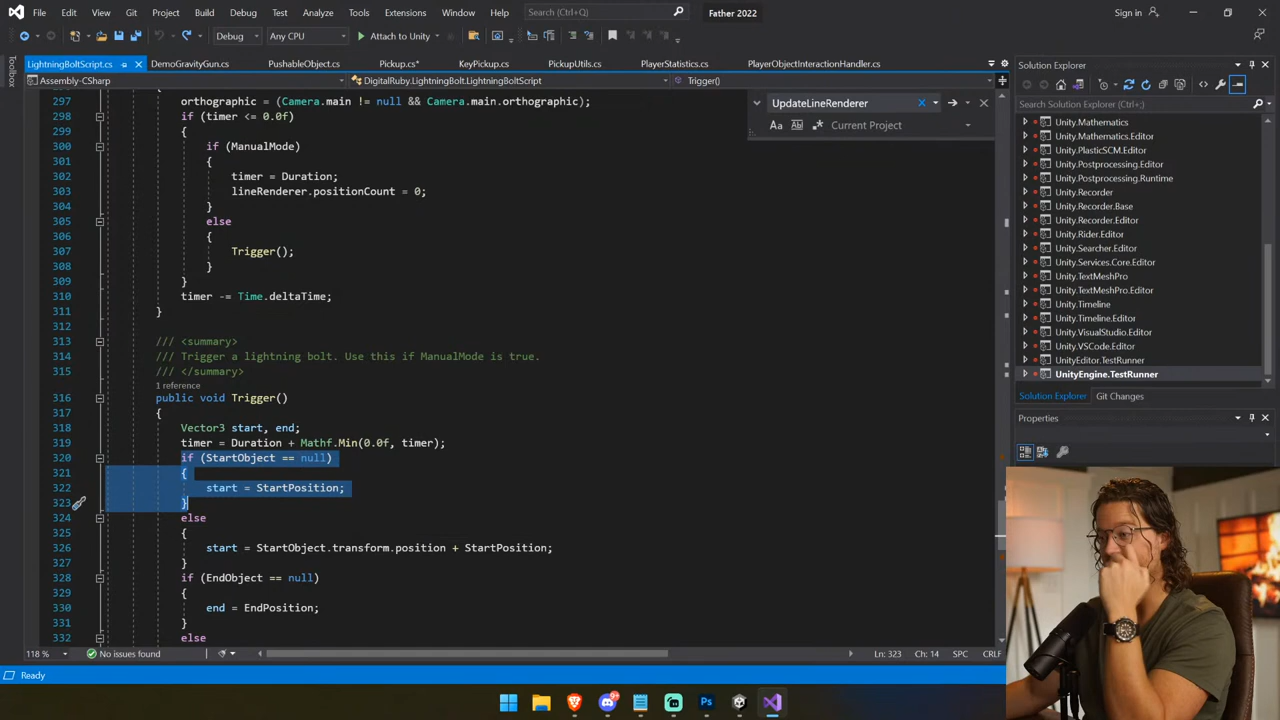 File Edit View Git Project Build Debug Test Analyze Tools Extensions Window Help Search (Ctrl+Q) Father 2022 Sign in
Debug Any CPU Attach to Unity
LightningBoltScript.cs DemoGravityGun.cs PushableObject.cs Pickup.cs* KeyPickup.cs PickupUtils.cs PlayerStatistics.cs PlayerObjectInteractionHandler.cs
Assembly-CSharp DigitalRuby.LightningBolt.LightningBoltScript Trigger()
Toolbox
UpdateLineRenderer
Aa Current Project
297 orthographic = (Camera.main != null && Camera.main.orthographic);
298 if (timer <= 0.0f)
299 {
300 if (ManualMode)
301 {
302 timer = Duration;
303 lineRenderer.positionCount = 0;
304 }
305 else
306 {
307 Trigger();
308 }
309 }
310 timer -= Time.deltaTime;
311 }
312
313 /// <summary>
314 /// Trigger a lightning bolt. Use this if ManualMode is true.
315 /// </summary>
1 reference
316 public void Trigger()
317 {
318 Vector3 start, end;
319 timer = Duration + Mathf.Min(0.0f, timer);
320 if (StartObject == null)
321 {
322 start = StartPosition;
323 }
324 else
325 {
326 start = StartObject.transform.position + StartPosition;
327 }
328 if (EndObject == null)
329 {
330 end = EndPosition;
331 }
332 else
118 % No issues found Ln: 323 Ch: 14 SPC CRLF
Ready
Solution Explorer
Search Solution Explorer (Ctrl+;)
Unity.Mathematics
Unity.Mathematics.Editor
Unity.PlasticSCM.Editor
Unity.Postprocessing.Editor
Unity.Postprocessing.Runtime
Unity.Recorder
Unity.Recorder.Base
Unity.Recorder.Editor
Unity.Rider.Editor
Unity.Searcher.Editor
Unity.Services.Core.Editor
Unity.TextMeshPro
Unity.TextMeshPro.Editor
Unity.Timeline
Unity.Timeline.Editor
Unity.VisualStudio.Editor
Unity.VSCode.Editor
UnityEditor.TestRunner
UnityEngine.TestRunner
Solution Explorer Git Changes
Properties